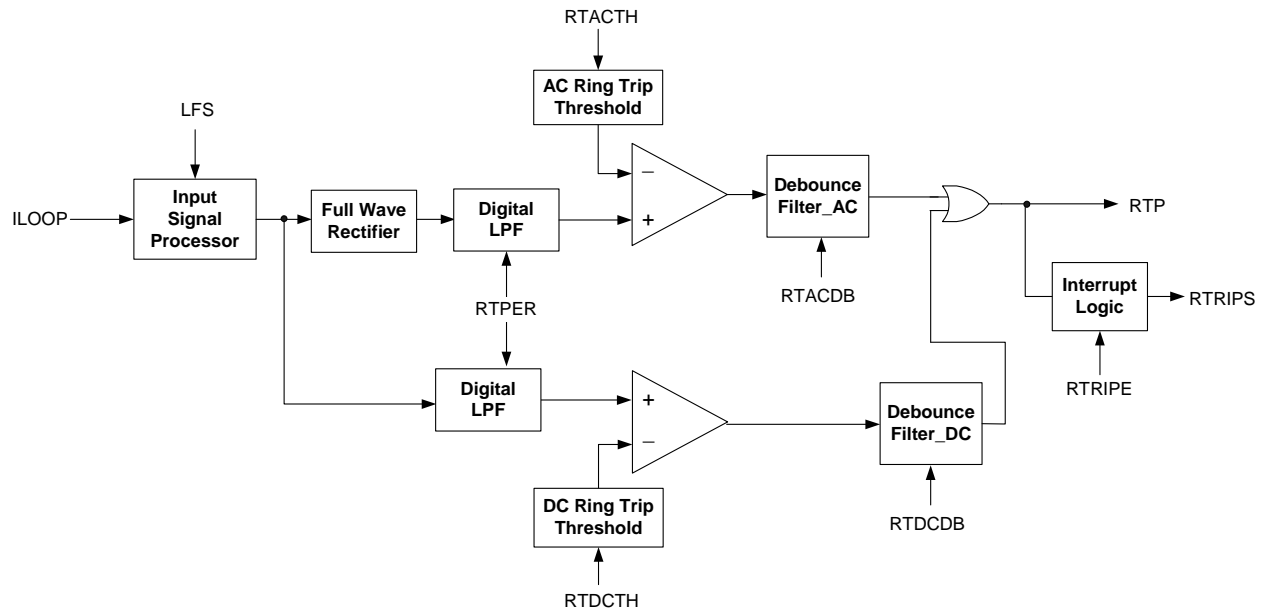 RTACTH
AC Ring Trip
Threshold
LFS
Input
Signal
Processor
ILOOP
Full Wave
Rectifier
Digital
LPF
–
+
Debounce
Filter_AC
RTP
RTPER
RTACDB
Interrupt
Logic
RTRIPS
Digital
LPF
+
–
Debounce
Filter_DC
RTRIPE
DC Ring Trip
Threshold
RTDCDB
RTDCTH